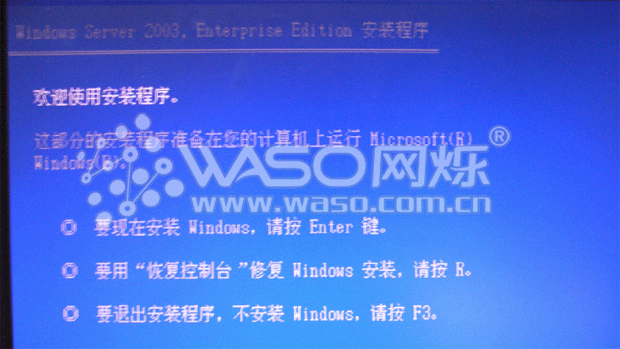 Windows Server 2003, Enterprise Edition 安装程序
欢迎使用安装程序。
这部分的安装程序准备在您的计算机上运行 Microsoft(R)
Windows(R)。
WASO网烁®
www.waso.com.cn
◎ 要现在安装 Windows，请按 Enter 键。
◎ 要用“恢复控制台”修复 Windows 安装，请按 R。
◎ 要退出安装程序，不安装 Windows，请按 F3。